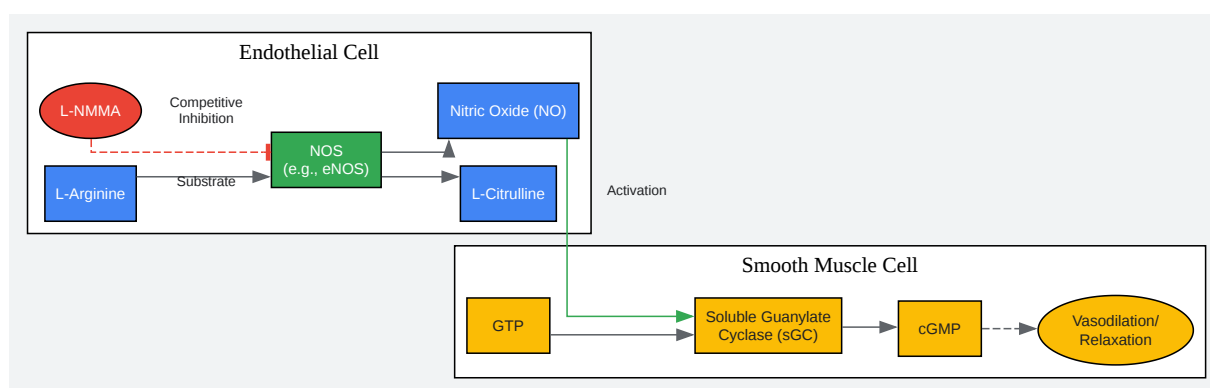 Endothelial Cell
L-NMMA
Competitive
Inhibition
Nitric Oxide (NO)
NOS
(e.g., eNOS)
L-Arginine
Substrate
L-Citrulline
Activation
Smooth Muscle Cell
GTP
Soluble Guanylate
Cyclase (sGC)
cGMP
Vasodilation/
Relaxation